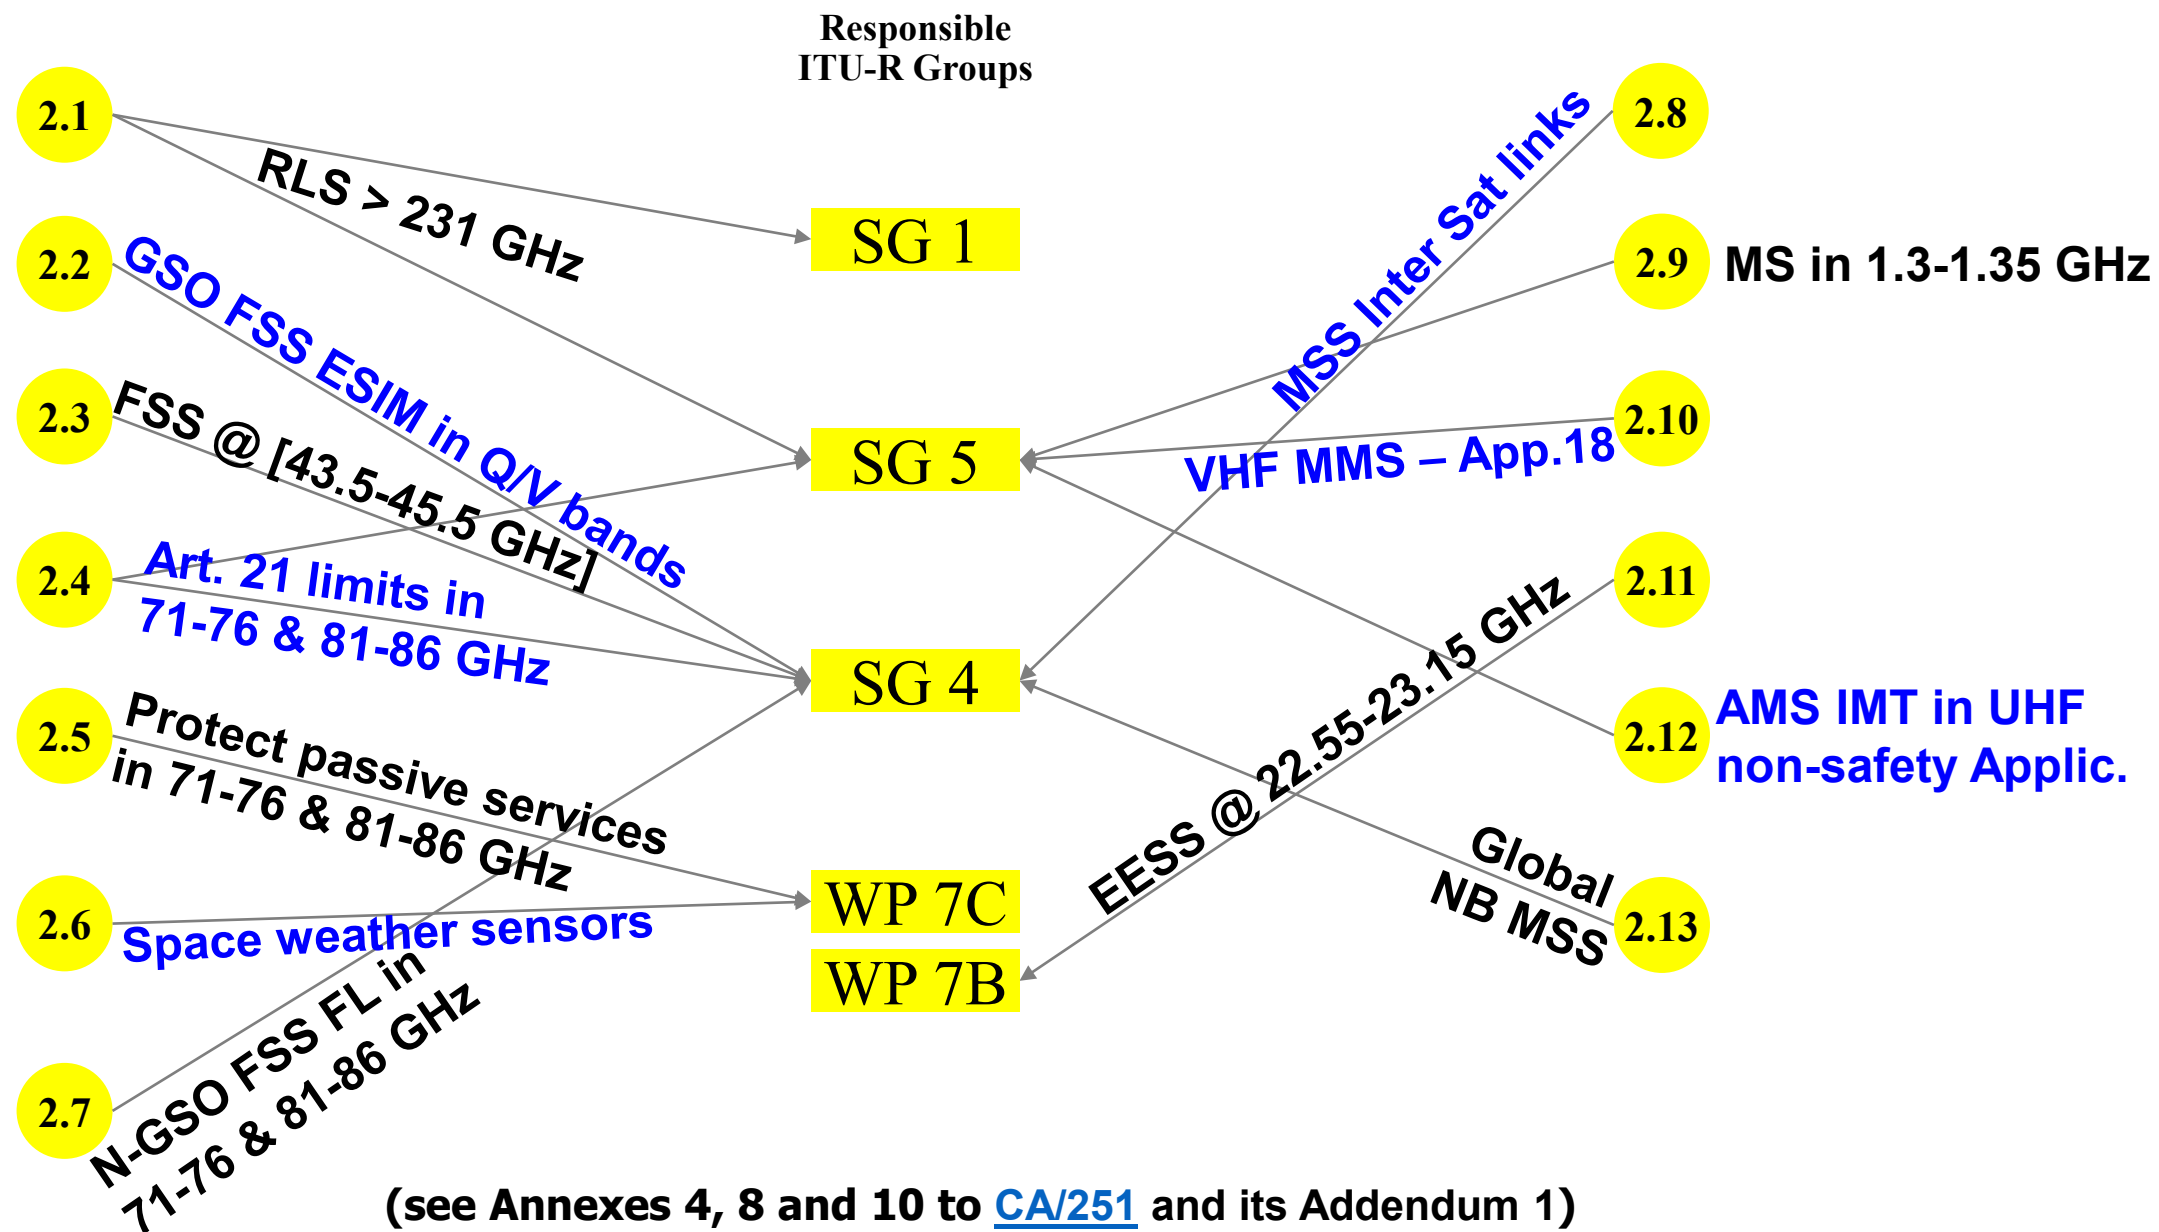 Responsible
ITU-R Groups
2.1
RLS > 231 GHz
2.2
GSO FSS ESIM in Q/V bands
2.3
FSS @ [43.5-45.5 GHz]
2.4
Art. 21 limits in
71-76 & 81-86 GHz
2.5
Protect passive services
in 71-76 & 81-86 GHz
2.6
Space weather sensors
2.7
N-GSO FSS FL in
71-76 & 81-86 GHz
SG 1
SG 5
SG 4
WP 7C
WP 7B
2.8
MSS Inter Sat links
2.9
MS in 1.3-1.35 GHz
2.10
VHF MMS – App.18
2.11
EESS @ 22.55-23.15 GHz
2.12
AMS IMT in UHF
non-safety Applic.
2.13
Global
NB MSS
(see Annexes 4, 8 and 10 to CA/251 and its Addendum 1)